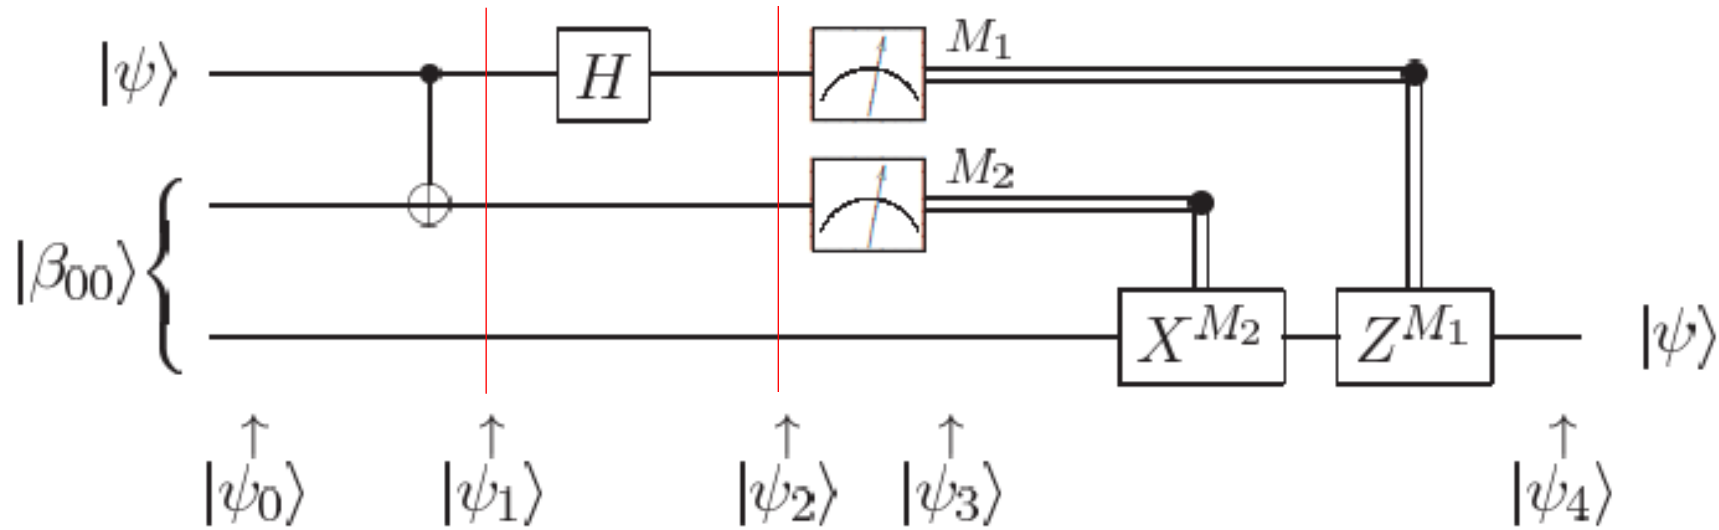 |ψ⟩
H
M₁
M₂
|β₀₀⟩
X^{M₂}
Z^{M₁}
|ψ⟩
↑ ↑ ↑ ↑ ↑
|ψ₀⟩ |ψ₁⟩ |ψ₂⟩ |ψ₃⟩ |ψ₄⟩